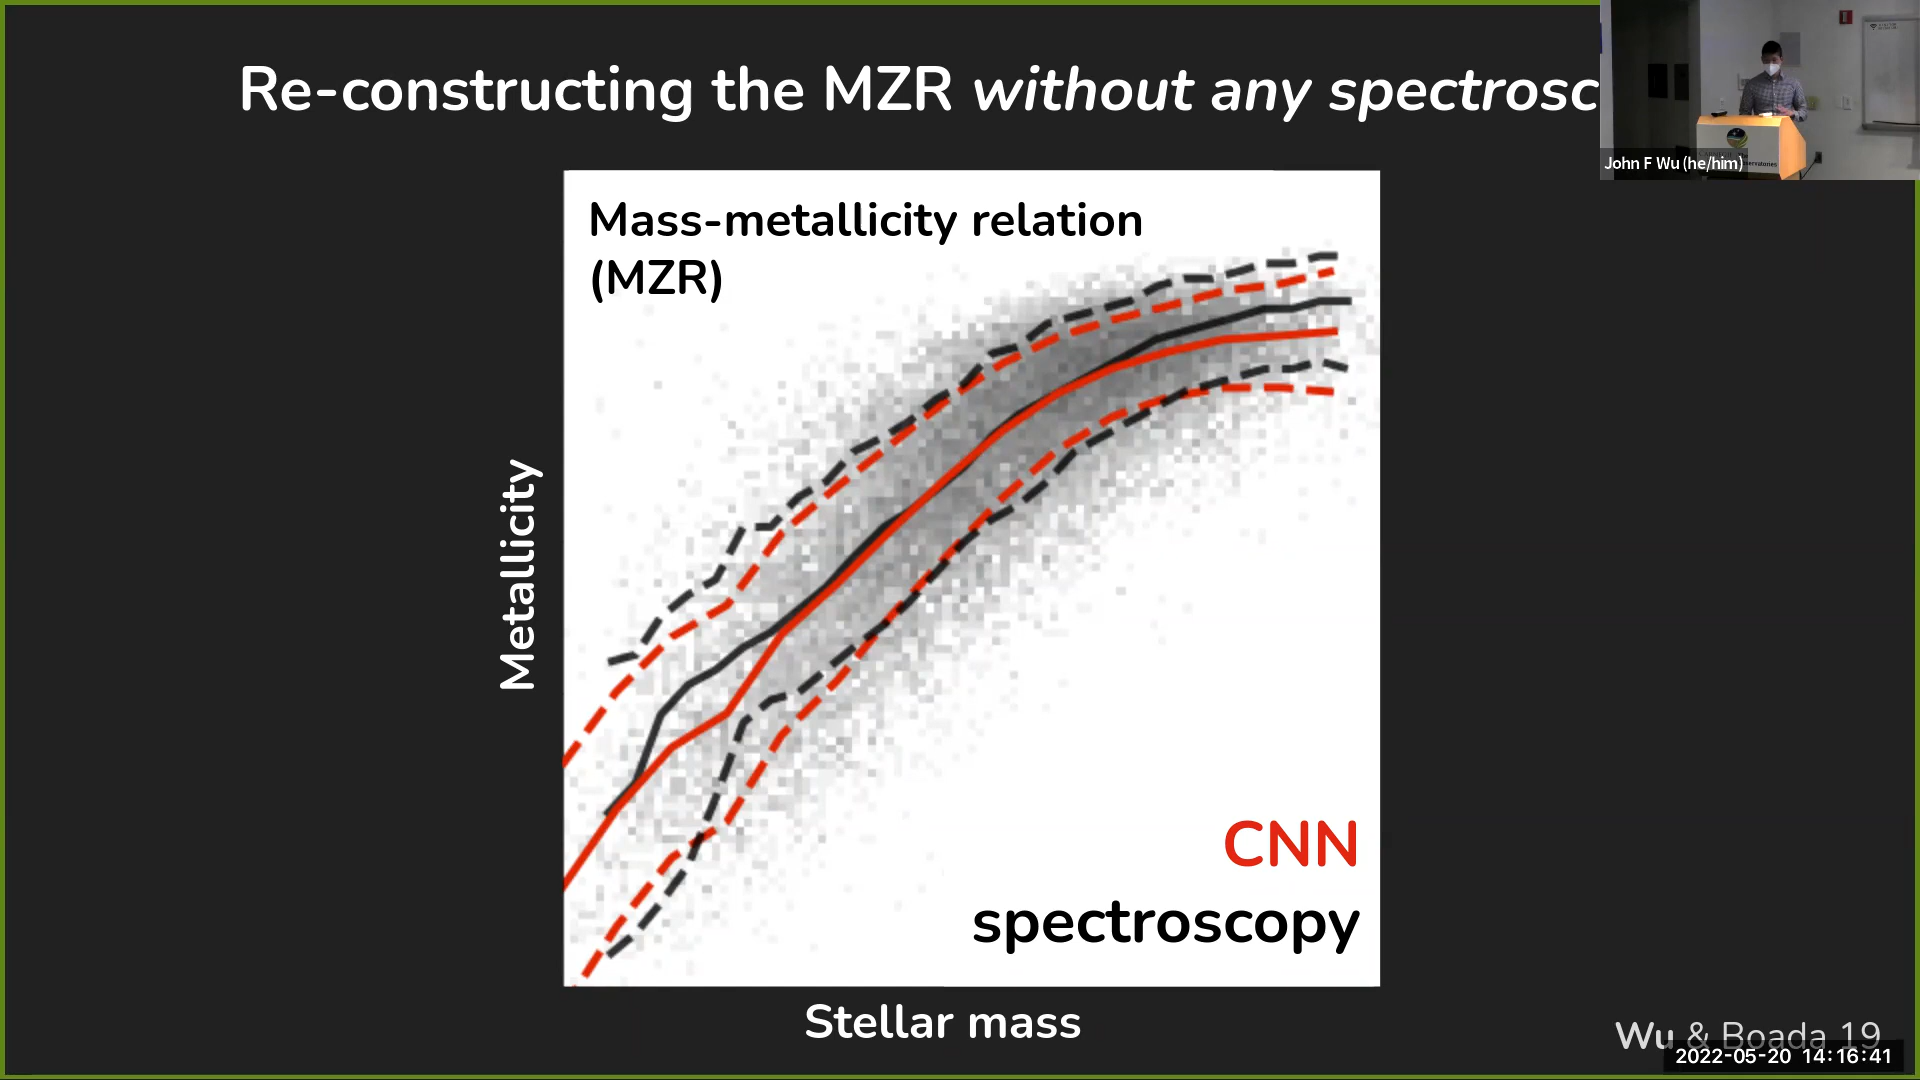 Re-constructing the MZR without any spectrosc
John F Wu (he/him)
Mass-metallicity relation
(MZR)
Metallicity
CNN
spectroscopy
Stellar mass
Wu & Boada 19
2022-05-20 14:16:41